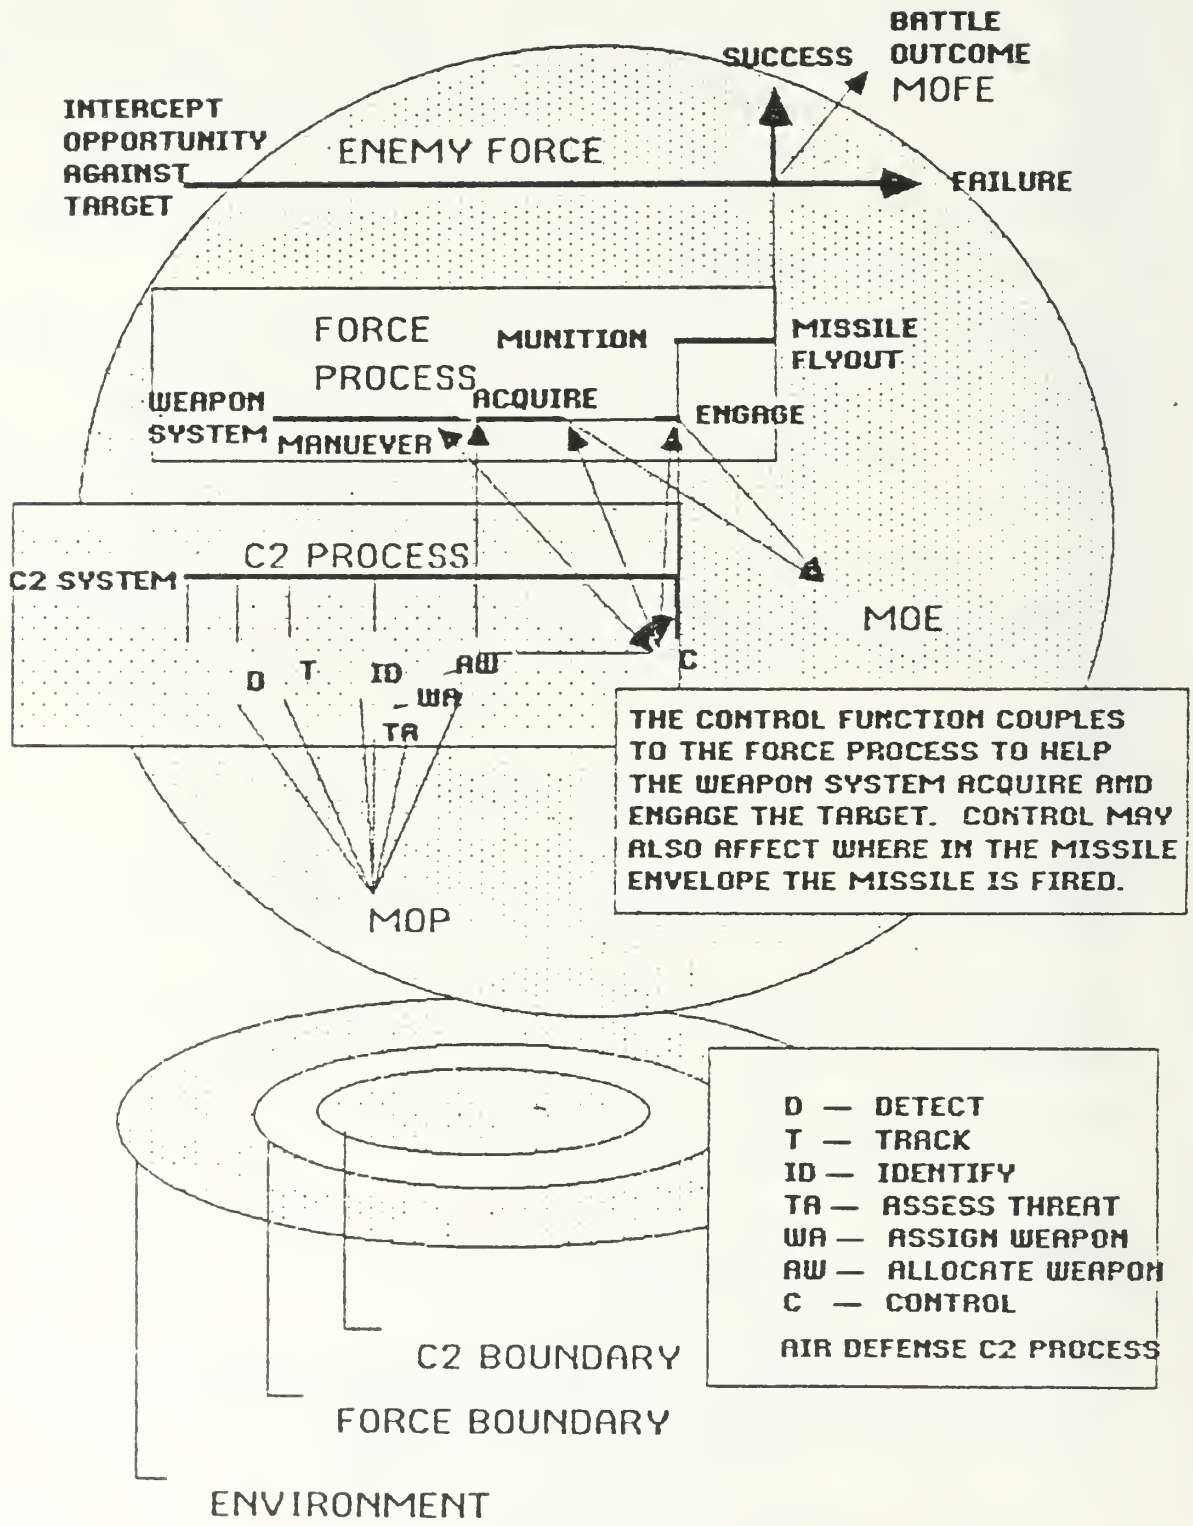 BATTLE
OUTCOME
MOFE
SUCCESS
INTERCEPT
OPPORTUNITY
AGAINST
TARGET
ENEMY FORCE
FAILURE
FORCE
PROCESS
MUNITION
MISSILE
FLYOUT
WEAPON
SYSTEM
ACQUIRE
ENGAGE
MANUEVER
C2 PROCESS
C2 SYSTEM
MOE
D
T
ID
TA
WA
AW
C
MOP
THE CONTROL FUNCTION COUPLES
TO THE FORCE PROCESS TO HELP
THE WEAPON SYSTEM ACQUIRE AND
ENGAGE THE TARGET. CONTROL MAY
ALSO AFFECT WHERE IN THE MISSILE
ENVELOPE THE MISSILE IS FIRED.
D — DETECT
T — TRACK
ID — IDENTIFY
TA — ASSESS THREAT
WA — ASSIGN WEAPON
AW — ALLOCATE WEAPON
C — CONTROL
AIR DEFENSE C2 PROCESS
C2 BOUNDARY
FORCE BOUNDARY
ENVIRONMENT